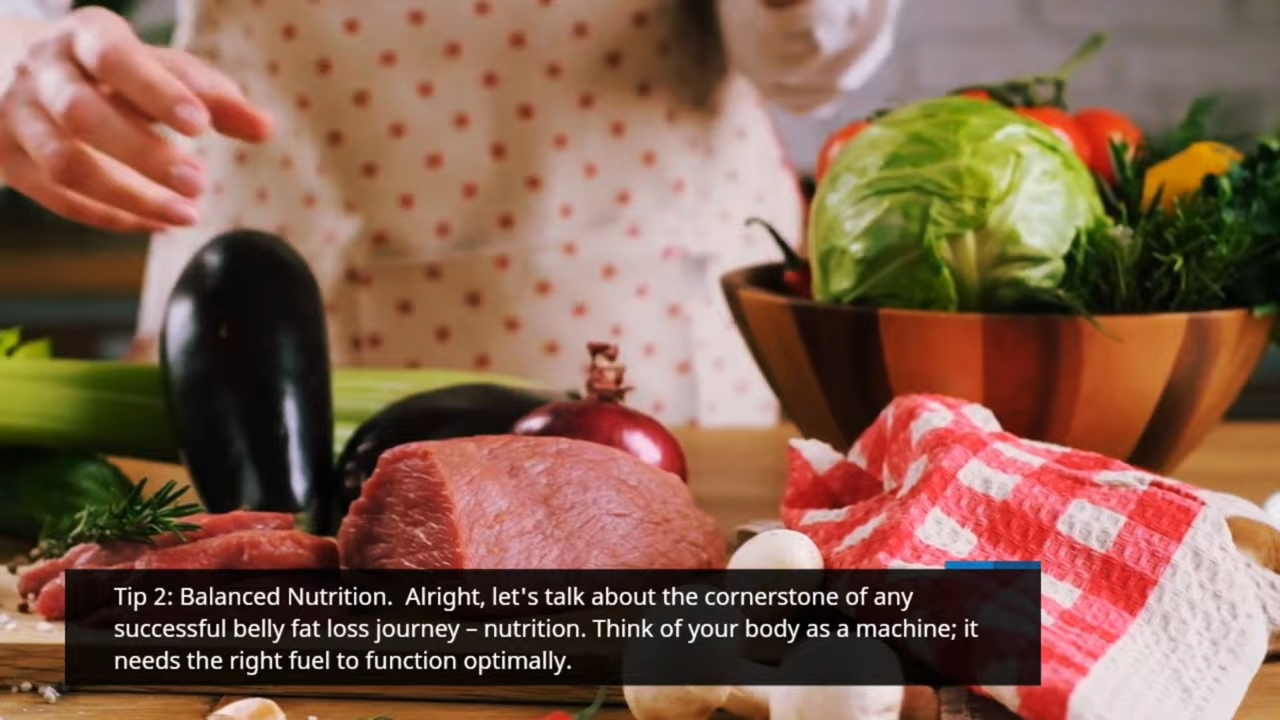 Tip 2: Balanced Nutrition.  Alright, let's talk about the cornerstone of any
successful belly fat loss journey – nutrition. Think of your body as a machine; it
needs the right fuel to function optimally.